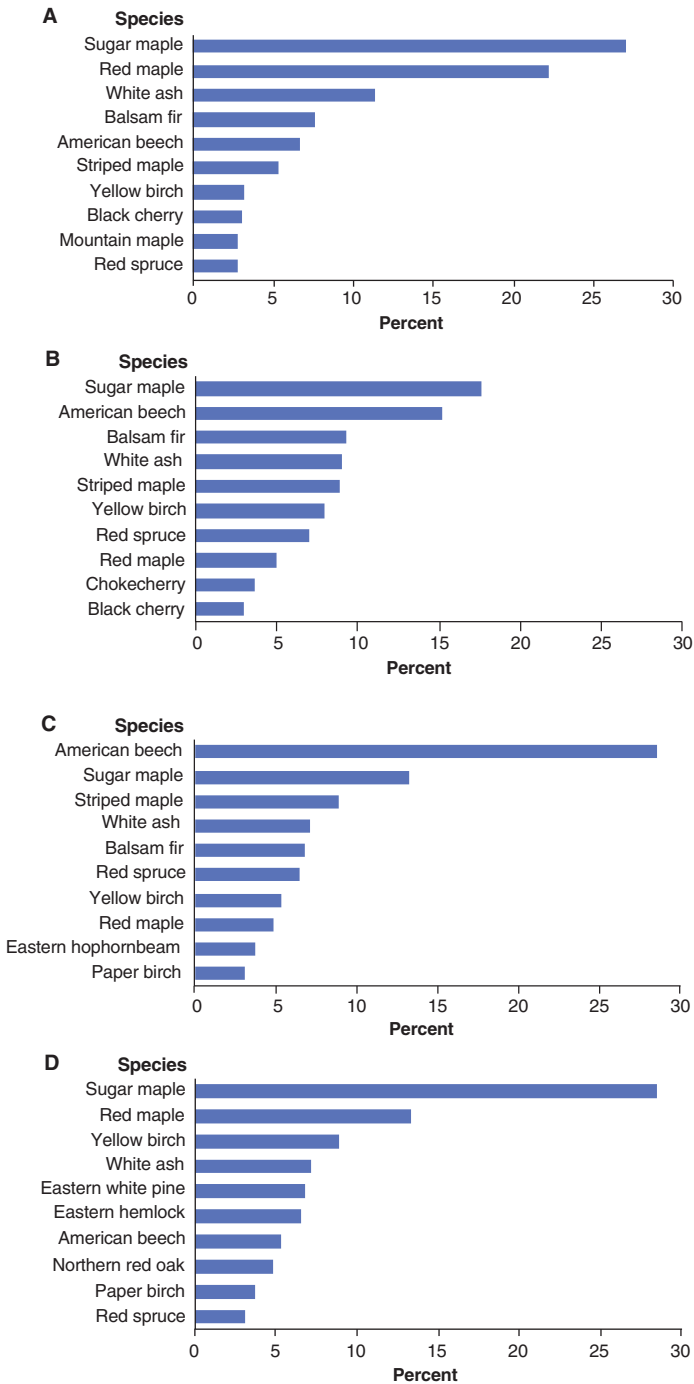 A Species
Sugar maple
Red maple
White ash
Balsam fir
American beech
Striped maple
Yellow birch
Black cherry
Mountain maple
Red spruce
0 5 10 15 20 25 30
Percent
B Species
Sugar maple
American beech
Balsam fir
White ash
Striped maple
Yellow birch
Red spruce
Red maple
Chokecherry
Black cherry
0 5 10 15 20 25 30
Percent
C Species
American beech
Sugar maple
Striped maple
White ash
Balsam fir
Red spruce
Yellow birch
Red maple
Eastern hophornbeam
Paper birch
0 5 10 15 20 25 30
Percent
D Species
Sugar maple
Red maple
Yellow birch
White ash
Eastern white pine
Eastern hemlock
American beech
Northern red oak
Paper birch
Red spruce
0 5 10 15 20 25 30
Percent